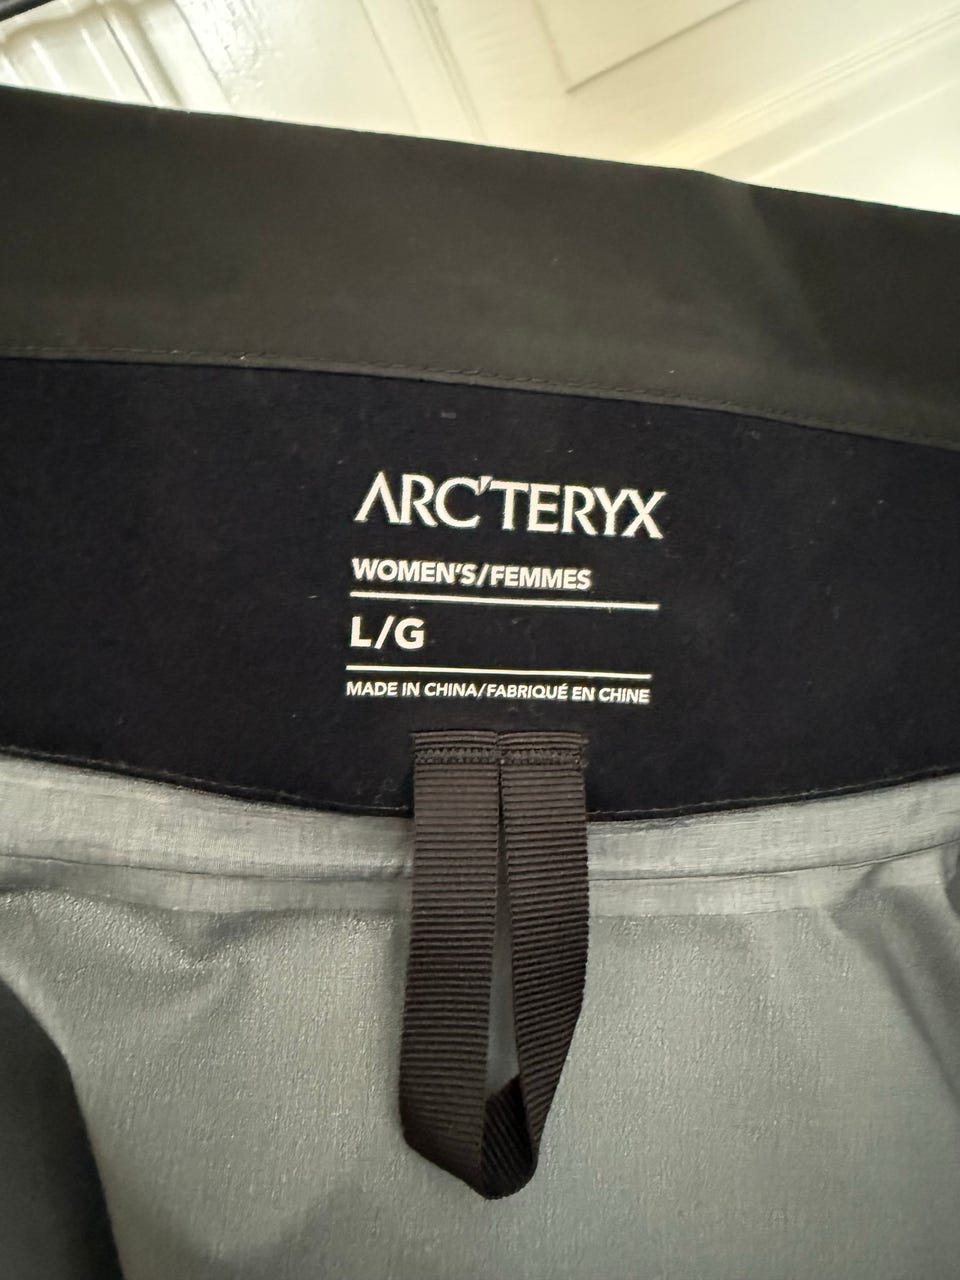 ARC'TERYX
WOMEN'S/FEMMES
L/G
MADE IN CHINA/FABRIQUÉ EN CHINE